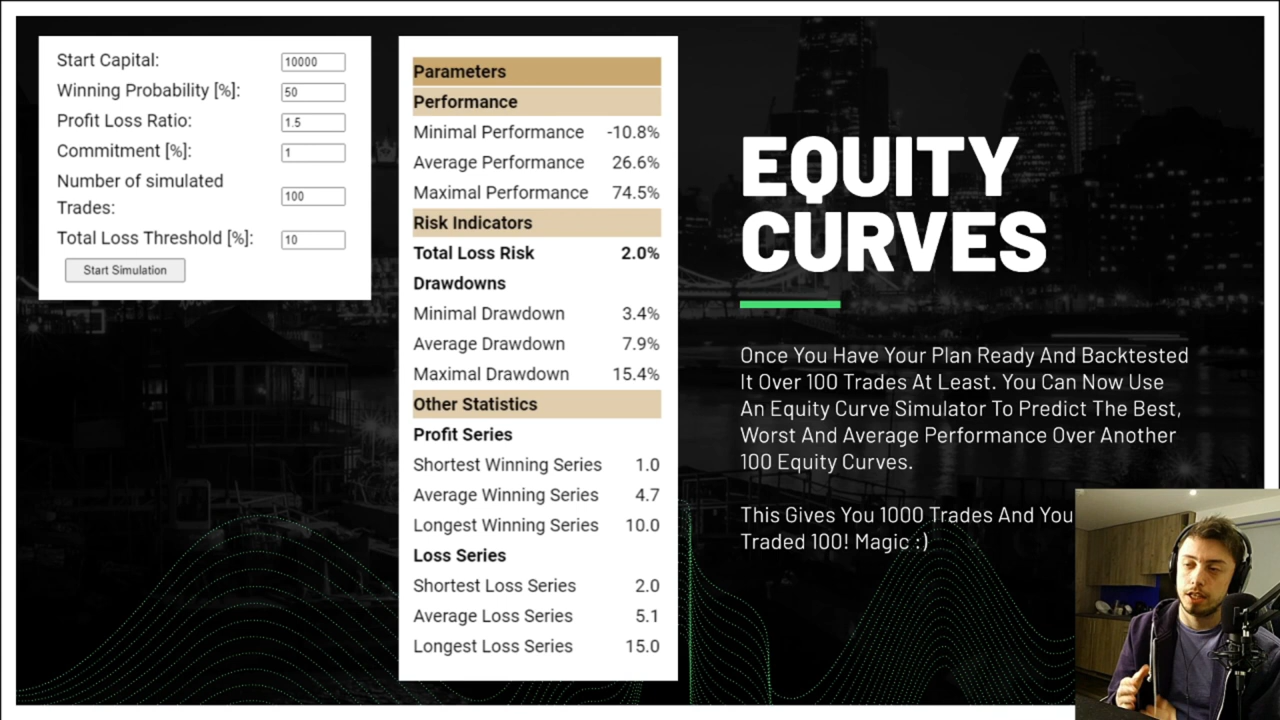 Start Capital: 10000
Winning Probability [%]: 50
Profit Loss Ratio: 1.5
Commitment [%]: 1
Number of simulated
Trades: 100
Total Loss Threshold [%]: 10
Start Simulation
Parameters
Performance
Minimal Performance -10.8%
Average Performance 26.6%
Maximal Performance 74.5%
Risk Indicators
Total Loss Risk 2.0%
Drawdowns
Minimal Drawdown 3.4%
Average Drawdown 7.9%
Maximal Drawdown 15.4%
Other Statistics
Profit Series
Shortest Winning Series 1.0
Average Winning Series 4.7
Longest Winning Series 10.0
Loss Series
Shortest Loss Series 2.0
Average Loss Series 5.1
Longest Loss Series 15.0
EQUITY
CURVES
Once You Have Your Plan Ready And Backtested
It Over 100 Trades At Least. You Can Now Use
An Equity Curve Simulator To Predict The Best,
Worst And Average Performance Over Another
100 Equity Curves.
This Gives You 1000 Trades And You
Traded 100! Magic :)